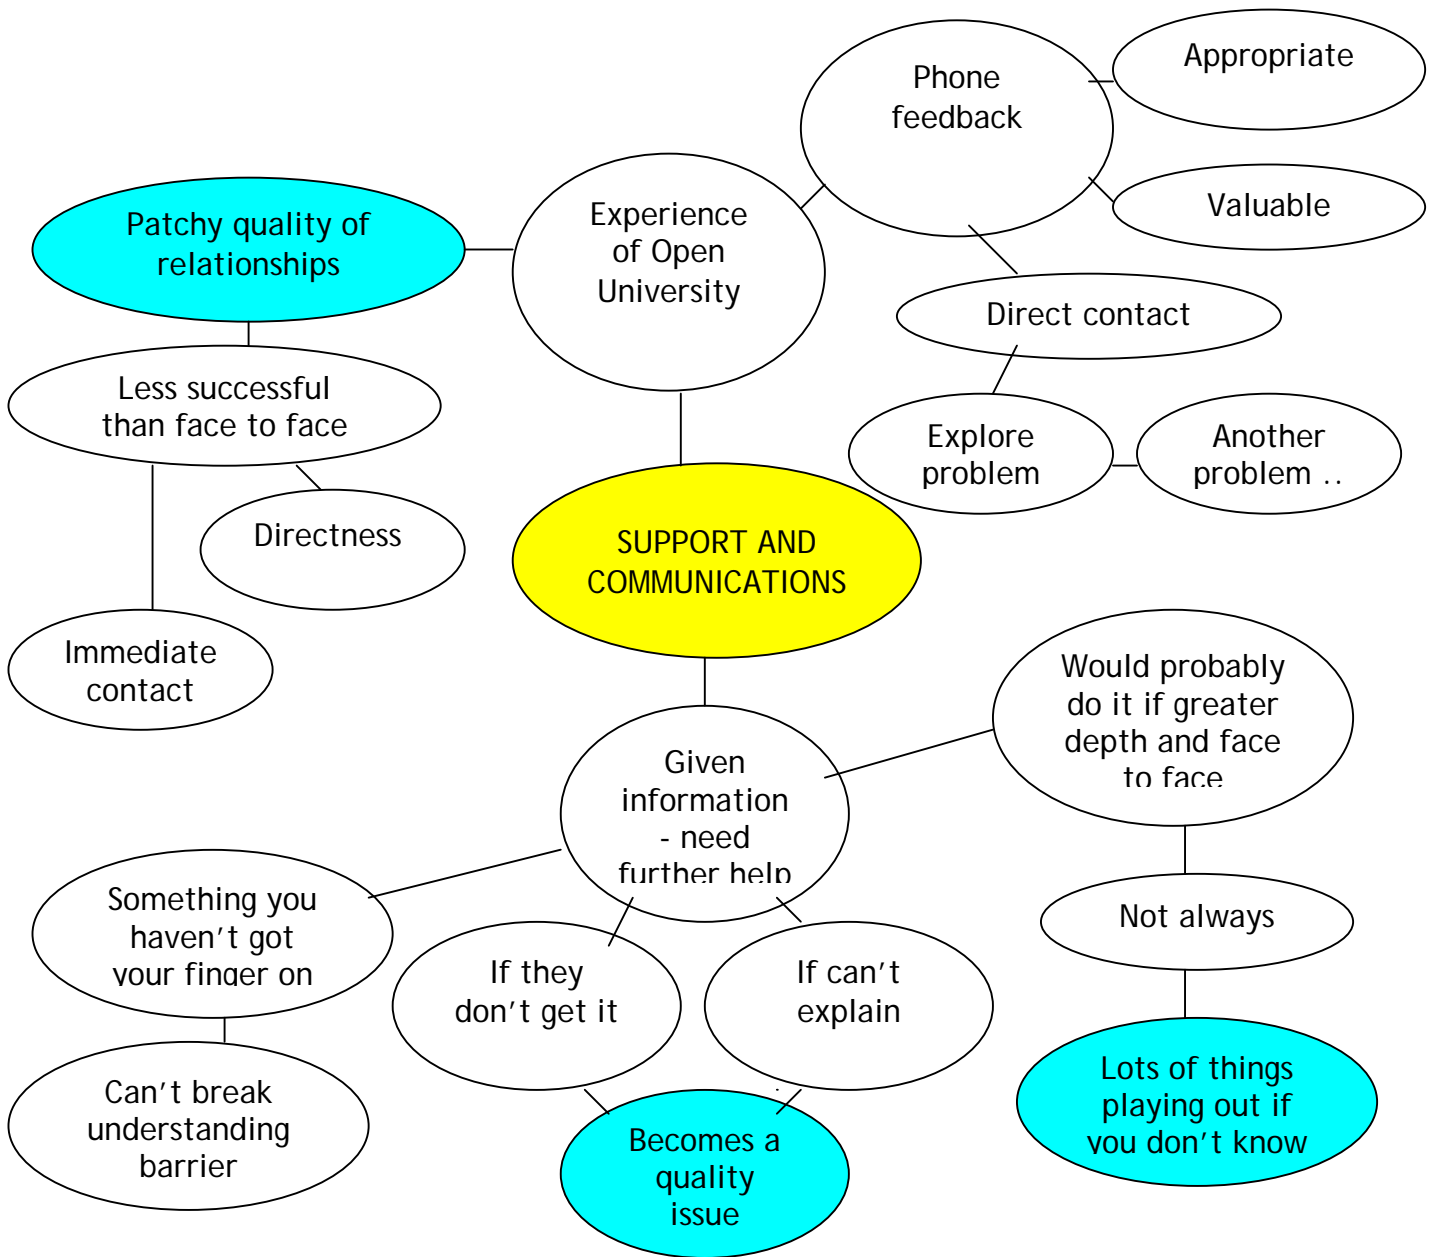 Phone
feedback
Appropriate
Valuable
Patchy quality of
relationships
Experience
of Open
University
Direct contact
Less successful
than face to face
Explore
problem
Another
problem ..
Directness
SUPPORT AND
COMMUNICATIONS
Immediate
contact
Would probably
do it if greater
depth and face
to face
Given
information
- need
further help
Something you
haven't got
your finger on
If they
don't get it
If can't
explain
Not always
Can't break
understanding
barrier
Becomes a
quality
issue
Lots of things
playing out if
you don't know